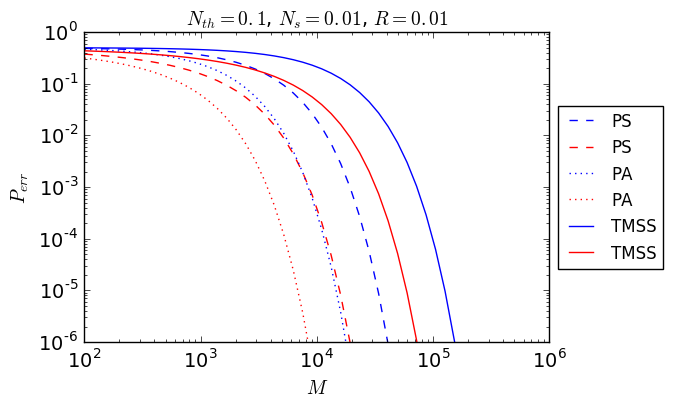 N_th = 0.1, N_s = 0.01, R = 0.01
10^0
10^-1
10^-2
10^-3
10^-4
10^-5
10^-6
P_err
10^2 10^3 10^4 10^5 10^6
M
PS
PS
PA
PA
TMSS
TMSS